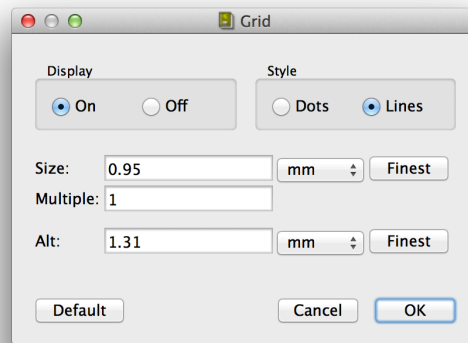 Grid
Display
Style
On Off
Dots Lines
Size: 0.95 mm Finest
Multiple: 1
Alt: 1.31 mm Finest
Default Cancel OK